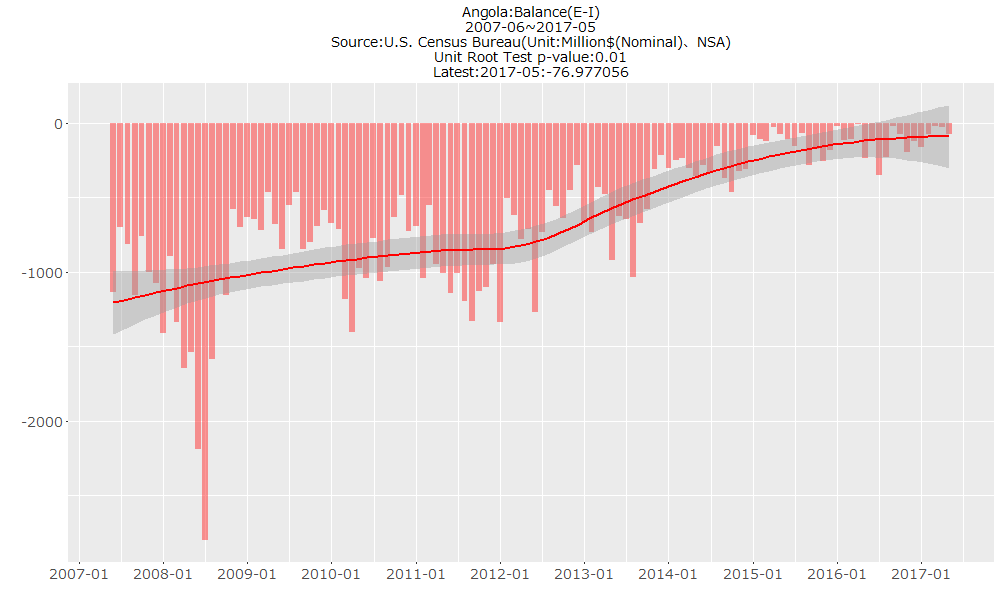 Angola:Balance(E-I)
2007-06~2017-05
Source:U.S. Census Bureau(Unit:Million$(Nominal)、NSA)
Unit Root Test p-value:0.01
Latest:2017-05:-76.977056
0
-1000
-2000
2007-01 2008-01 2009-01 2010-01 2011-01 2012-01 2013-01 2014-01 2015-01 2016-01 2017-01